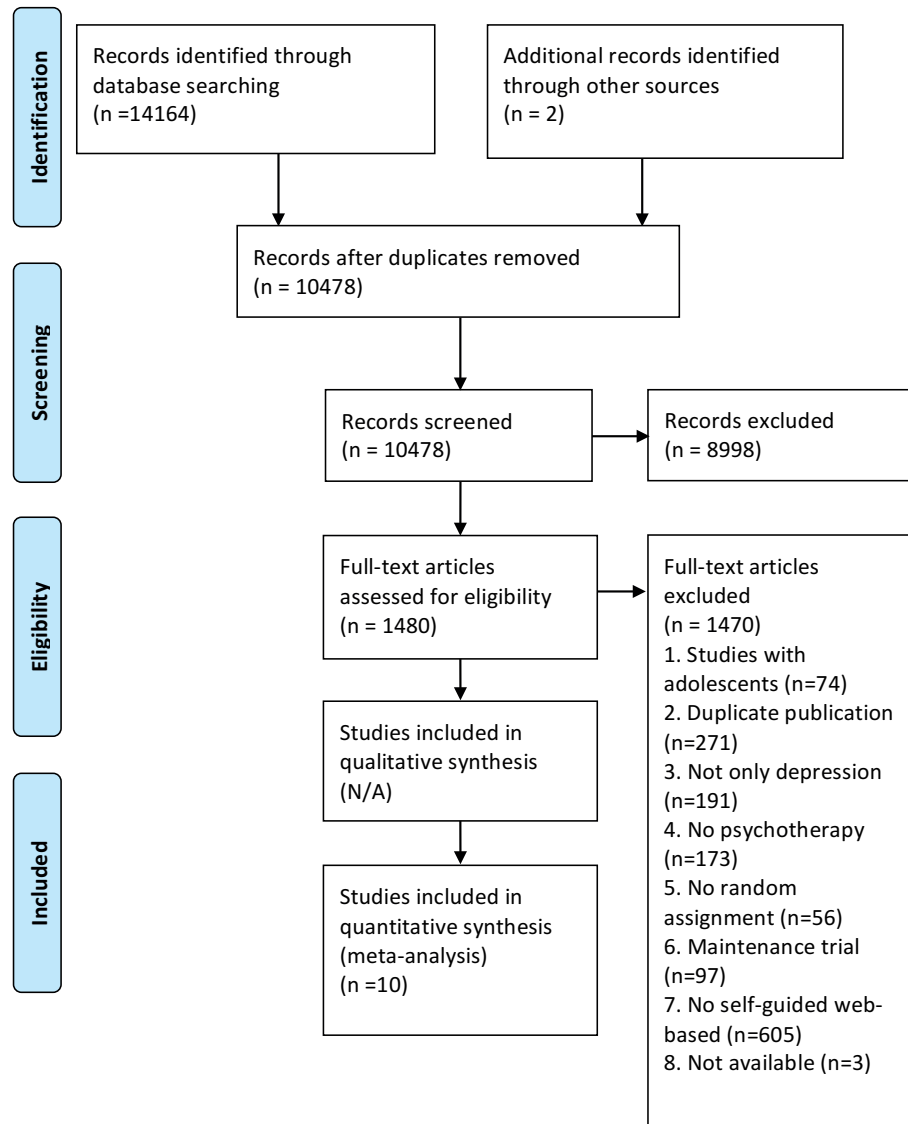 Identification
Records identified through
database searching
(n =14164)
Additional records identified
through other sources
(n = 2)
Records after duplicates removed
(n = 10478)
Screening
Records screened
(n = 10478)
Records excluded
(n = 8998)
Eligibility
Full-text articles
assessed for eligibility
(n = 1480)
Full-text articles
excluded
(n = 1470)
1. Studies with
adolescents (n=74)
2. Duplicate publication
(n=271)
3. Not only depression
(n=191)
4. No psychotherapy
(n=173)
5. No random
assignment (n=56)
6. Maintenance trial
(n=97)
7. No self-guided web-
based (n=605)
8. Not available (n=3)
Studies included in
qualitative synthesis
(N/A)
Included
Studies included in
quantitative synthesis
(meta-analysis)
(n =10)